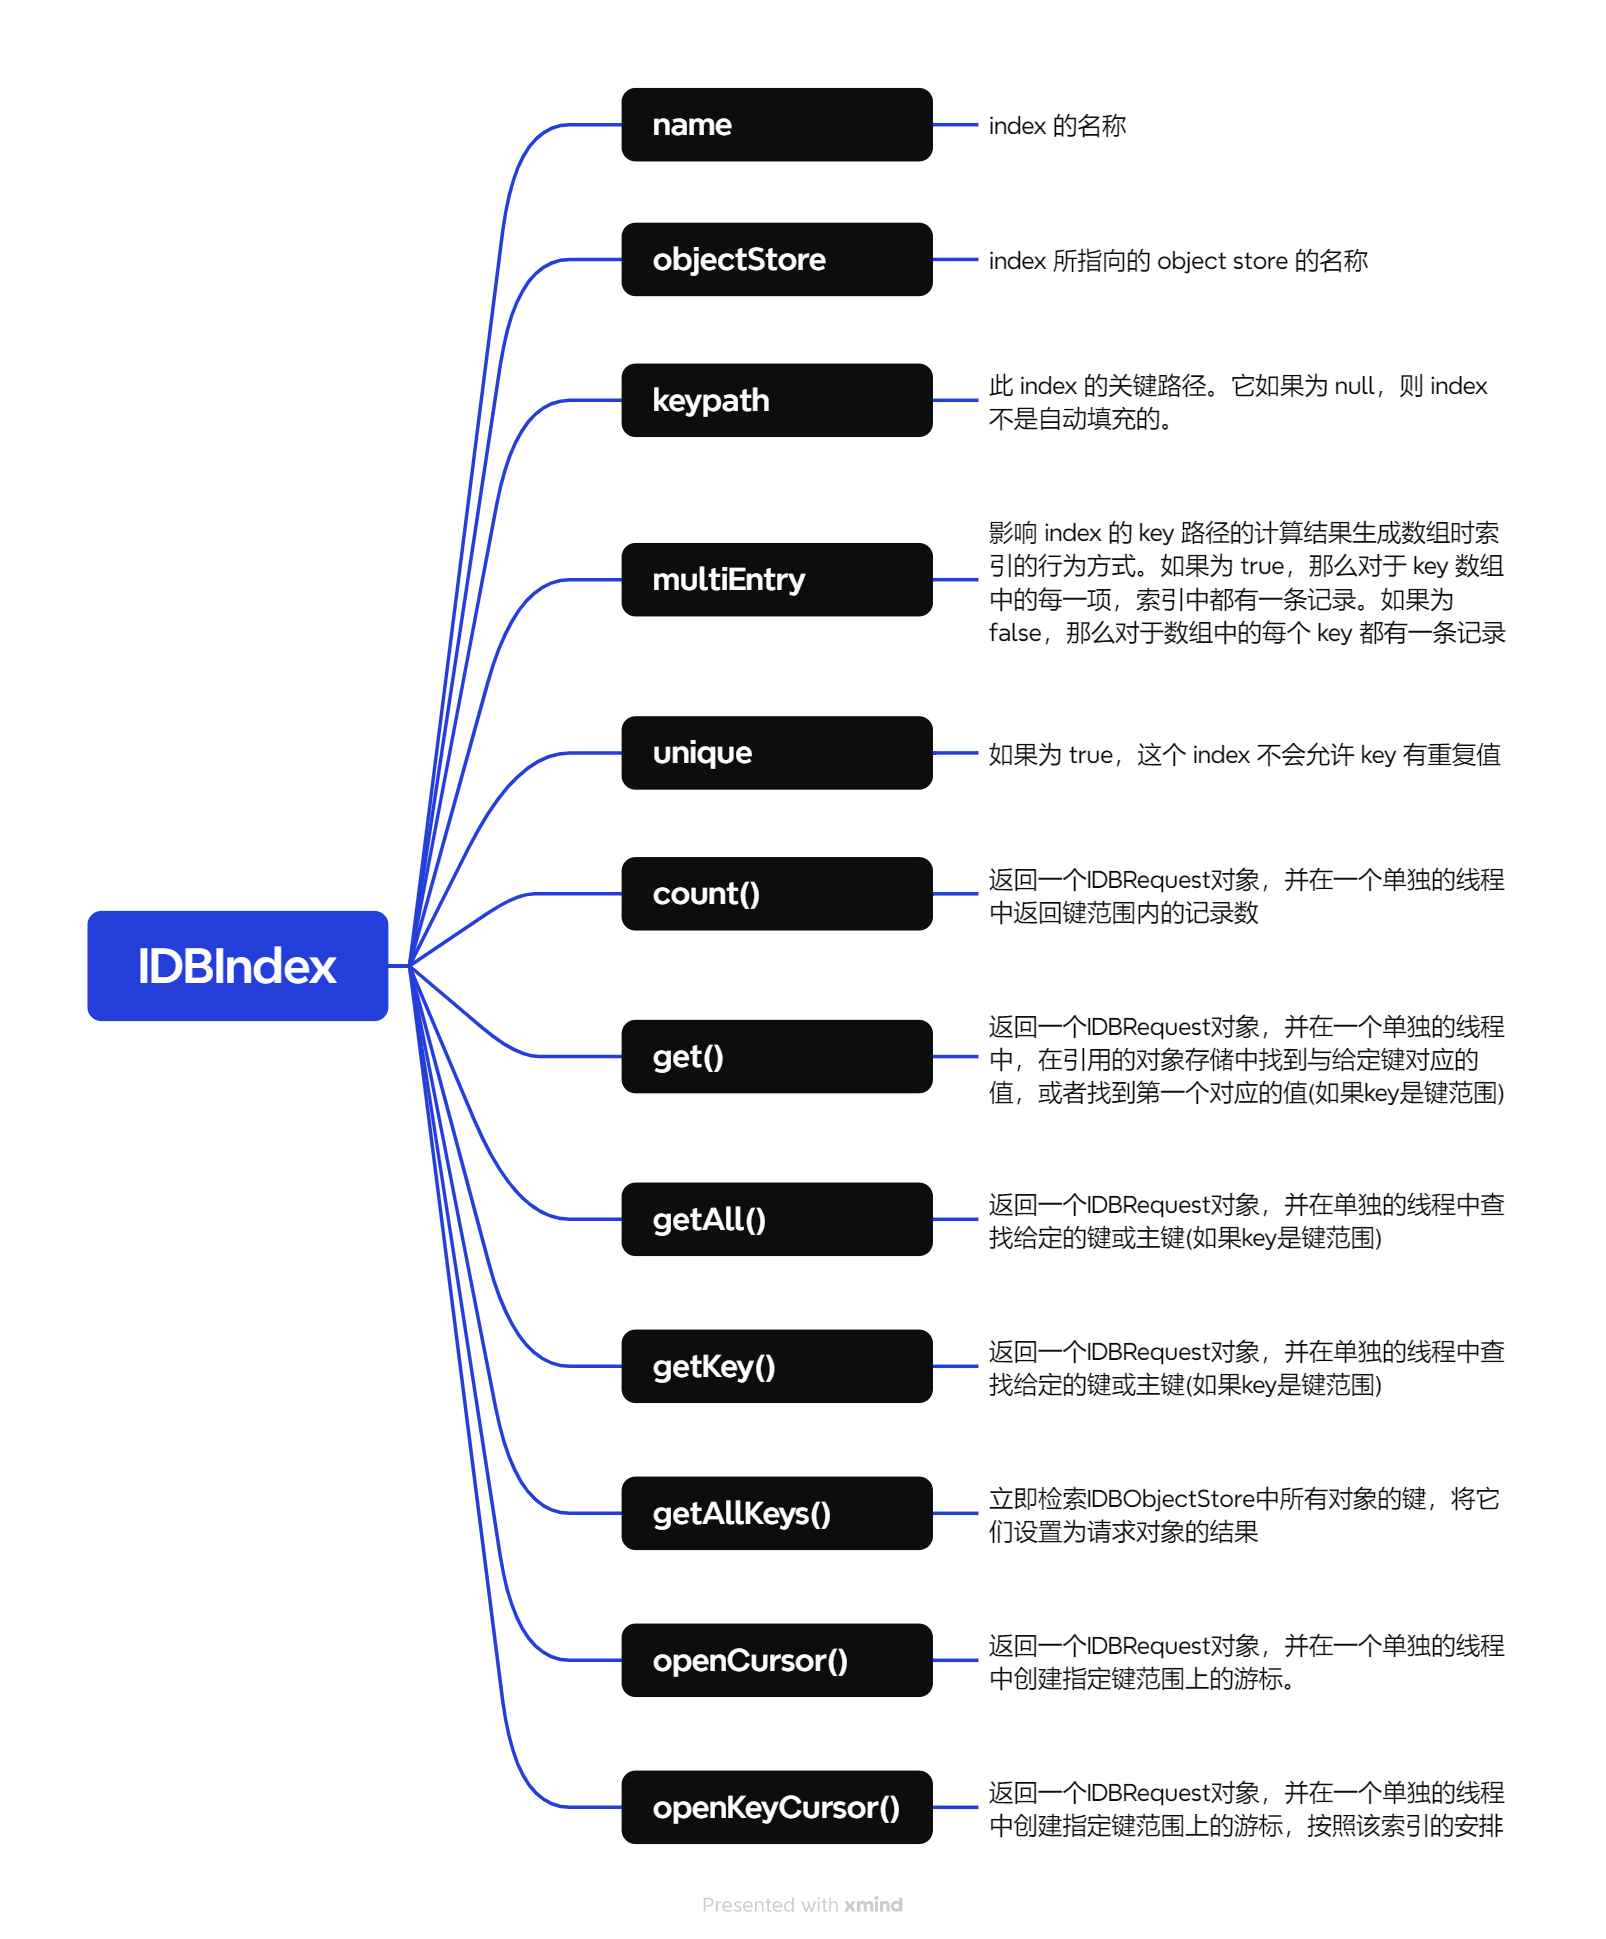 name
index 的名称
objectStore
index 所指向的 object store 的名称
keypath
此 index 的关键路径。它如果为 null，则 index
不是自动填充的。
multiEntry
影响 index 的 key 路径的计算结果生成数组时索
引的行为方式。如果为 true，那么对于 key 数组
中的每一项，索引中都有一条记录。如果为
false，那么对于数组中的每个 key 都有一条记录
unique
如果为 true，这个 index 不会允许 key 有重复值
count()
返回一个IDBRequest对象，并在一个单独的线程
中返回键范围内的记录数
IDBIndex
get()
返回一个IDBRequest对象，并在一个单独的线程
中，在引用的对象存储中找到与给定键对应的
值，或者找到第一个对应的值(如果key是键范围)
getAll()
返回一个IDBRequest对象，并在单独的线程中查
找给定的键或主键(如果key是键范围)
getKey()
返回一个IDBRequest对象，并在单独的线程中查
找给定的键或主键(如果key是键范围)
getAllKeys()
立即检索IDBObjectStore中所有对象的键，将它
们设置为请求对象的结果
openCursor()
返回一个IDBRequest对象，并在一个单独的线程
中创建指定键范围上的游标。
openKeyCursor()
返回一个IDBRequest对象，并在一个单独的线程
中创建指定键范围上的游标，按照该索引的安排
Presented with xmind